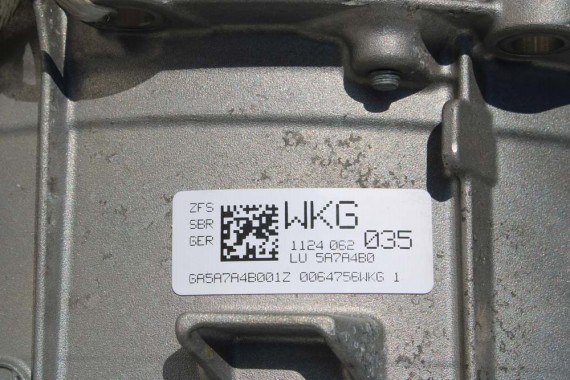 ZFS
SBR
GER
WKG
1124 062 035
LU 5A7A4B0
GA5A7A4B001Z 0064756WKG 1